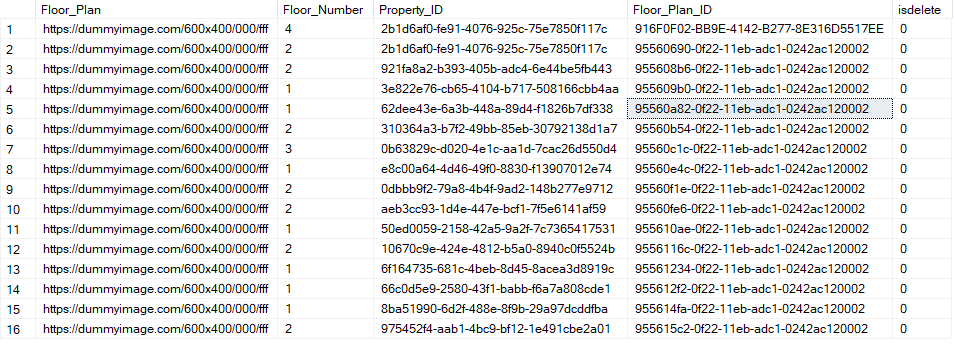 Floor_Plan Floor_Number Property_ID Floor_Plan_ID isdelete
1 https://dummyimage.com/600x400/000/fff 4 2b1d6af0-fe91-4076-925c-75e7850f117c 916F0F02-BB9E-4142-B277-8E316D5517EE 0
2 https://dummyimage.com/600x400/000/fff 2 2b1d6af0-fe91-4076-925c-75e7850f117c 95560690-0f22-11eb-adc1-0242ac120002 0
3 https://dummyimage.com/600x400/000/fff 2 921fa8a2-b393-405b-adc4-6e44be5fb443 955608b6-0f22-11eb-adc1-0242ac120002 0
4 https://dummyimage.com/600x400/000/fff 1 3e822e76-cb65-4104-b717-508166cbb4aa 955609b0-0f22-11eb-adc1-0242ac120002 0
5 https://dummyimage.com/600x400/000/fff 1 62dee43e-6a3b-448a-89d4-f1826b7df338 95560a82-0f22-11eb-adc1-0242ac120002 0
6 https://dummyimage.com/600x400/000/fff 2 310364a3-b7f2-49bb-85eb-30792138d1a7 95560b54-0f22-11eb-adc1-0242ac120002 0
7 https://dummyimage.com/600x400/000/fff 3 0b63829c-d020-4e1c-aa1d-7cac26d550d4 95560c1c-0f22-11eb-adc1-0242ac120002 0
8 https://dummyimage.com/600x400/000/fff 1 e8c00a64-4d46-49f0-8830-f13907012e74 95560e4c-0f22-11eb-adc1-0242ac120002 0
9 https://dummyimage.com/600x400/000/fff 2 0dbbb9f2-79a8-4b4f-9ad2-148b277e9712 95560f1e-0f22-11eb-adc1-0242ac120002 0
10 https://dummyimage.com/600x400/000/fff 2 aeb3cc93-1d4e-447e-bcf1-7f5e6141af59 95560fe6-0f22-11eb-adc1-0242ac120002 0
11 https://dummyimage.com/600x400/000/fff 1 50ed0059-2158-42a5-9a2f-7c7365417531 955610ae-0f22-11eb-adc1-0242ac120002 0
12 https://dummyimage.com/600x400/000/fff 2 10670c9e-424e-4812-b5a0-8940c0f5524b 9556116c-0f22-11eb-adc1-0242ac120002 0
13 https://dummyimage.com/600x400/000/fff 1 6f164735-681c-4beb-8d45-8acea3d8919c 95561234-0f22-11eb-adc1-0242ac120002 0
14 https://dummyimage.com/600x400/000/fff 1 66c0d5e9-2580-43f1-babb-f6a7a808cde1 955612f2-0f22-11eb-adc1-0242ac120002 0
15 https://dummyimage.com/600x400/000/fff 1 8ba51990-6d2f-488e-8f9b-29a97dcddfba 955614fa-0f22-11eb-adc1-0242ac120002 0
16 https://dummyimage.com/600x400/000/fff 2 975452f4-aab1-4bc9-bf12-1e491cbe2a01 955615c2-0f22-11eb-adc1-0242ac120002 0